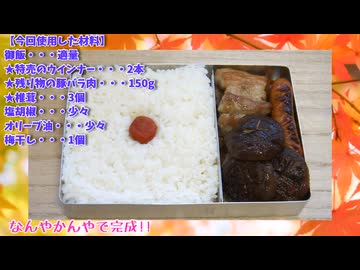 【今回使用した材料】
御飯・・・適量
★特売のウィンナー・・・2本
★残り物の豚バラ肉・・・150g
★椎茸・・・3個
塩胡椒・・・少々
オリーブ油・・・少々
梅干し・・・1個
なんやかんやで完成!!